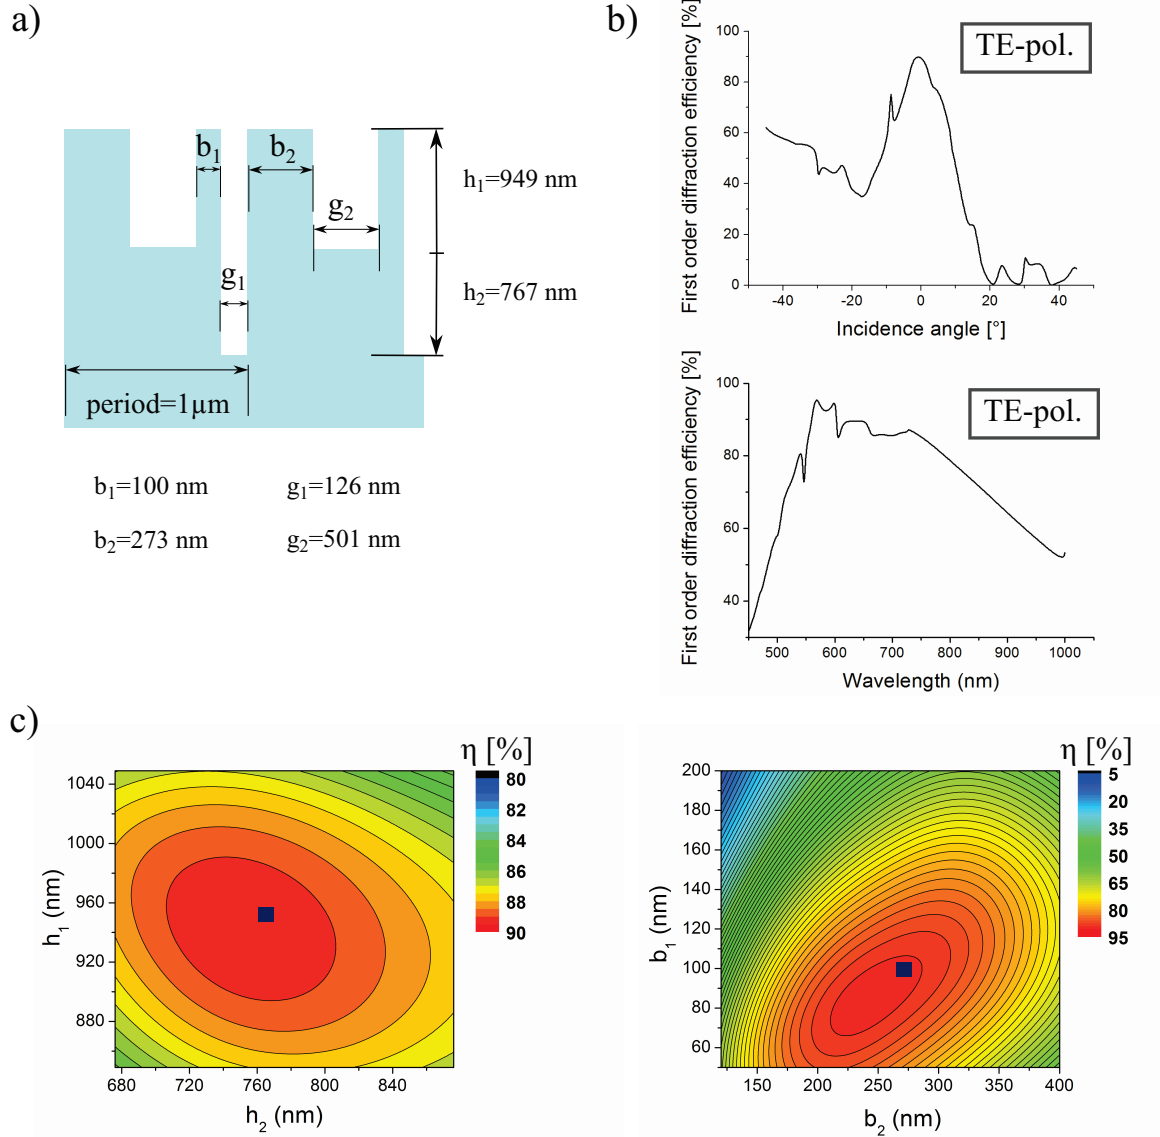 a)
b₁
b₂
g₂
g₁
h₁=949 nm
h₂=767 nm
period=1µm
b₁=100 nm
g₁=126 nm
b₂=273 nm
g₂=501 nm
b)
First order diffraction efficiency [%]
100
80
60
40
20
0
TE-pol.
-40
-20
0
20
40
Incidence angle [°]
First order diffraction efficiency [%]
100
80
60
40
TE-pol.
500
600
700
800
900
1000
Wavelength (nm)
c)
h₁ (nm)
1040
1000
960
920
880
680
720
760
800
840
h₂ (nm)
η [%]
80
82
84
86
88
90
b₁ (nm)
200
180
160
140
120
100
80
60
150
200
250
300
350
400
b₂ (nm)
η [%]
5
20
35
50
65
80
95